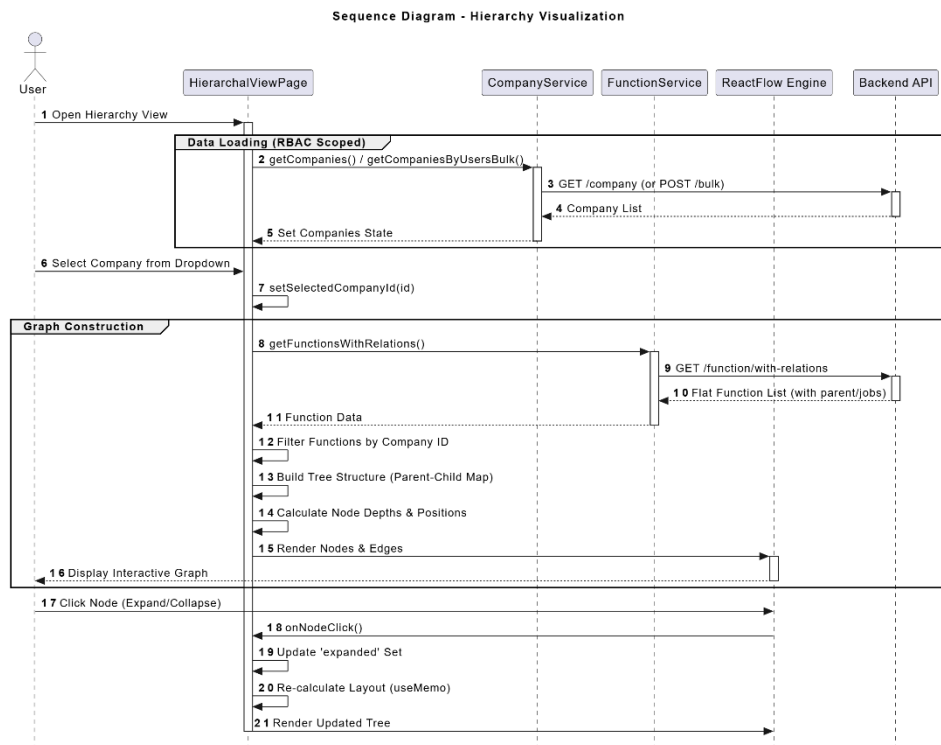 Sequence Diagram - Hierarchy Visualization
User
HierarchalViewPage
CompanyService
FunctionService
ReactFlow Engine
Backend API
1 Open Hierarchy View
Data Loading (RBAC Scoped)
2 getCompanies() / getCompaniesByUsersBulk()
3 GET /company (or POST /bulk)
4 Company List
5 Set Companies State
6 Select Company from Dropdown
7 setSelectedCompanyId(id)
Graph Construction
8 getFunctionsWithRelations()
9 GET /function/with-relations
10 Flat Function List (with parent/jobs)
11 Function Data
12 Filter Functions by Company ID
13 Build Tree Structure (Parent-Child Map)
14 Calculate Node Depths & Positions
15 Render Nodes & Edges
16 Display Interactive Graph
17 Click Node (Expand/Collapse)
18 onNodeClick()
19 Update 'expanded' Set
20 Re-calculate Layout (useMemo)
21 Render Updated Tree